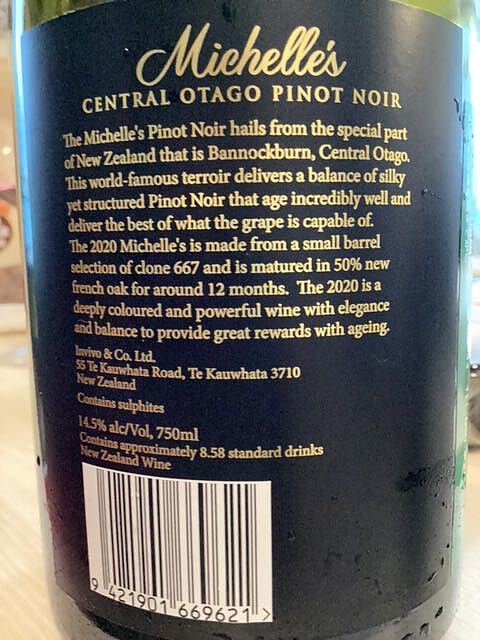 Michelle's
CENTRAL OTAGO PINOT NOIR
The Michelle's Pinot Noir hails from the special part
of New Zealand that is Bannockburn, Central Otago.
This world-famous terroir delivers a balance of silky
yet structured Pinot Noir that age incredibly well and
deliver the best of what the grape is capable of.
The 2020 Michelle's is made from a small barrel
selection of clone 667 and is matured in 50% new
french oak for around 12 months. The 2020 is a
deeply coloured and powerful wine with elegance
and balance to provide great rewards with ageing.
Invivo & Co. Ltd.
55 Te Kauwhata Road, Te Kauwhata 3710
New Zealand
Contains sulphites
14.5% alc/Vol, 750ml
Contains approximately 8.58 standard drinks
New Zealand Wine
9 421901 669621 >